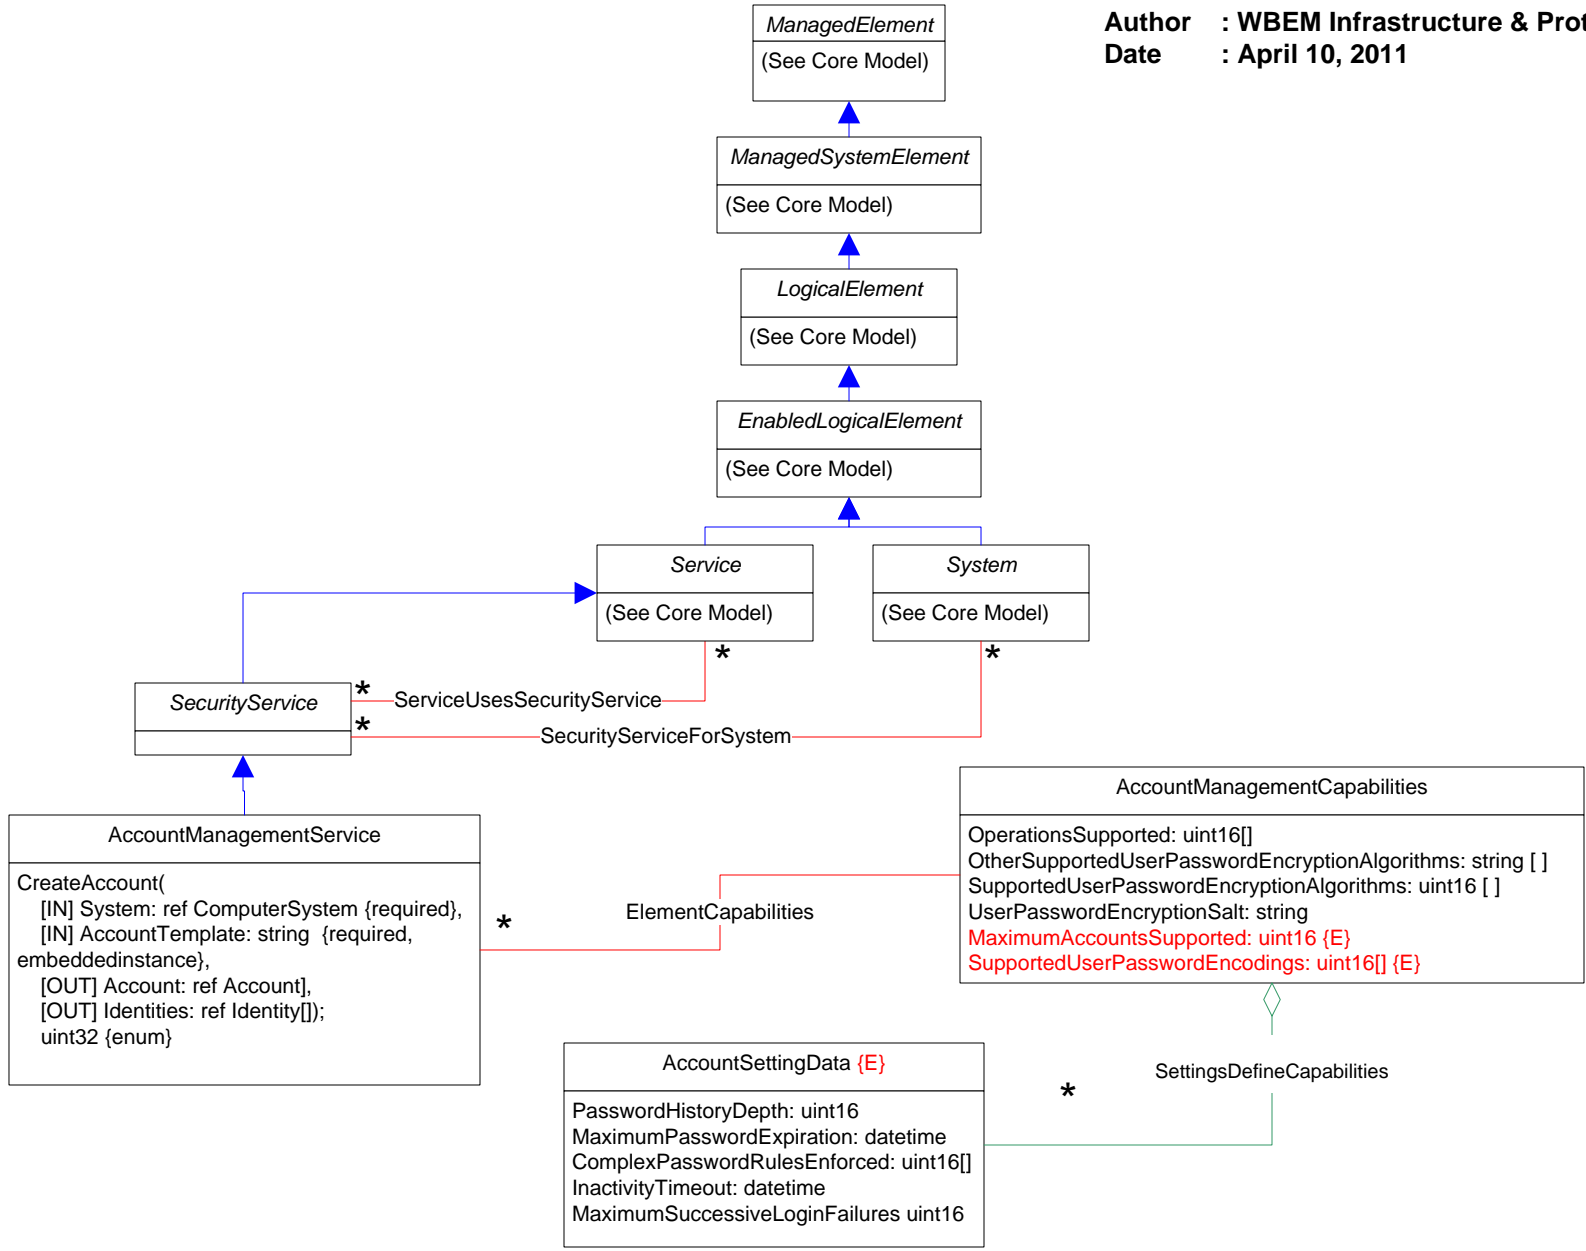 Author : WBEM Infrastructure & Prot
Date : April 10, 2011
ManagedElement
(See Core Model)
ManagedSystemElement
(See Core Model)
LogicalElement
(See Core Model)
EnabledLogicalElement
(See Core Model)
Service
(See Core Model)
*
System
(See Core Model)
*
SecurityService
* ServiceUsesSecurityService
* SecurityServiceForSystem
AccountManagementService
CreateAccount(
[IN] System: ref ComputerSystem {required},
[IN] AccountTemplate: string {required,
embeddedinstance},
[OUT] Account: ref Account],
[OUT] Identities: ref Identity[]);
uint32 {enum}
*
ElementCapabilities
AccountManagementCapabilities
OperationsSupported: uint16[]
OtherSupportedUserPasswordEncryptionAlgorithms: string [ ]
SupportedUserPasswordEncryptionAlgorithms: uint16 [ ]
UserPasswordEncryptionSalt: string
MaximumAccountsSupported: uint16 {E}
SupportedUserPasswordEncodings: uint16[] {E}
SettingsDefineCapabilities
*
AccountSettingData {E}
PasswordHistoryDepth: uint16
MaximumPasswordExpiration: datetime
ComplexPasswordRulesEnforced: uint16[]
InactivityTimeout: datetime
MaximumSuccessiveLoginFailures uint16